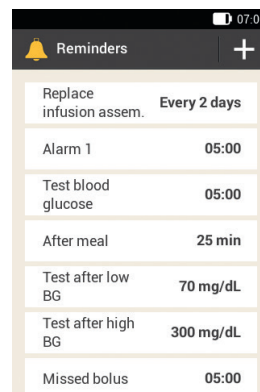 07:0
Reminders
Replace
infusion assem.
Every 2 days
Alarm 1
05:00
Test blood
glucose
05:00
After meal
25 min
Test after low
BG
70 mg/dL
Test after high
BG
300 mg/dL
Missed bolus
05:00